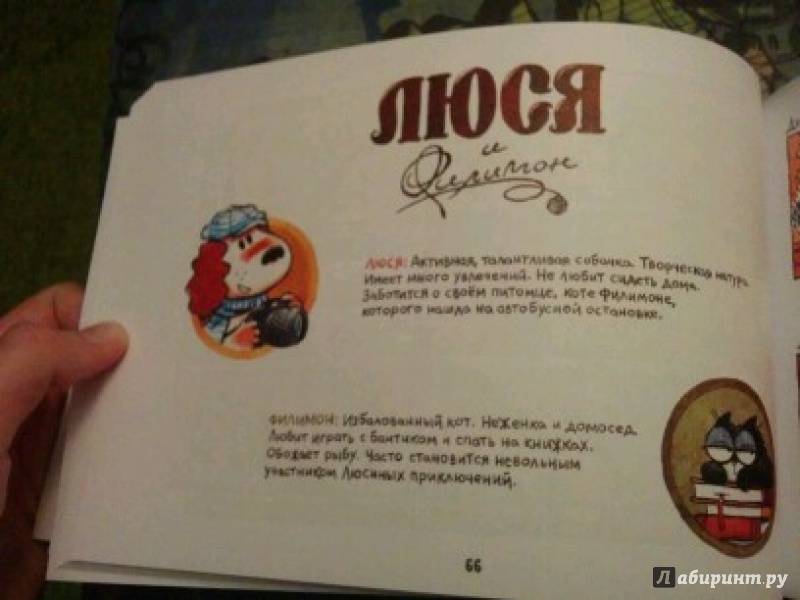 ЛЮСЯ
и
Филимон
ЛЮСЯ: Активная, талантливая собачка. Творческая натура.
Имеет много увлечений. Не любит сидеть дома.
Заботится о своём питомце, коте Филимоне,
которого нашла на автобусной остановке.
ФИЛИМОН: Избалованный кот. Неженка и домосед.
Любит играть с бантиком и спать на книжках.
Обожает рыбу. Часто становится невольным
участником Люсиных приключений.
66
Лабиринт.ру